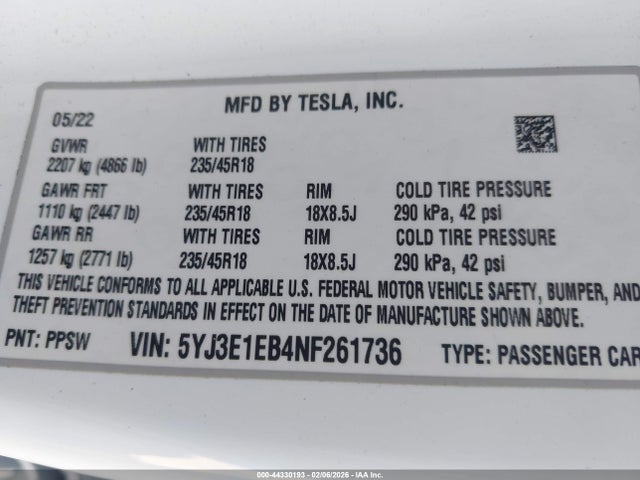 MFD BY TESLA, INC.
05/22
GVWR WITH TIRES
2207 kg (4866 lb) 235/45R18
GAWR FRT WITH TIRES RIM COLD TIRE PRESSURE
1110 kg (2447 lb) 235/45R18 18X8.5J 290 kPa, 42 psi
GAWR RR WITH TIRES RIM COLD TIRE PRESSURE
1257 kg (2771 lb) 235/45R18 18X8.5J 290 kPa, 42 psi
THIS VEHICLE CONFORMS TO ALL APPLICABLE U.S. FEDERAL MOTOR VEHICLE SAFETY, BUMPER, AND
THEFT PREVENTION STANDARDS IN EFFECT ON THE DATE OF MANUFACTURE SHOWN ABOVE.
PNT: PPSW VIN: 5YJ3E1EB4NF261736 TYPE: PASSENGER CAR
000-44330193 - 02/06/2026 - IAA Inc.